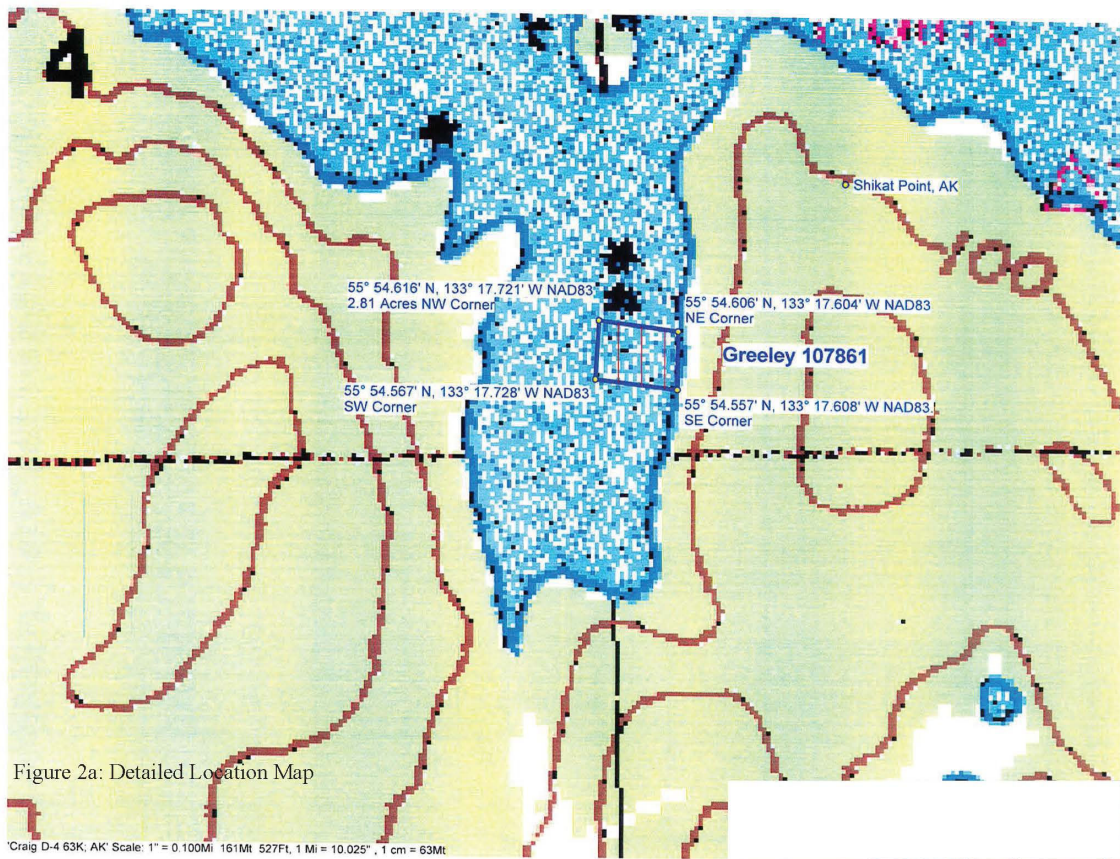 4
Shikat Point, AK
100
55° 54.616' N, 133° 17.721' W NAD83
2.81 Acres NW Corner
55° 54.606' N, 133° 17.604' W NAD83
NE Corner
Greeley 107861
55° 54.567' N, 133° 17.728' W NAD83
SW Corner
55° 54.557' N, 133° 17.608' W NAD83
SE Corner
Figure 2a: Detailed Location Map
'Craig D-4 63K; AK' Scale: 1" = 0.100Mi 161Mt 527Ft, 1 Mi = 10.025" , 1 cm = 63Mt